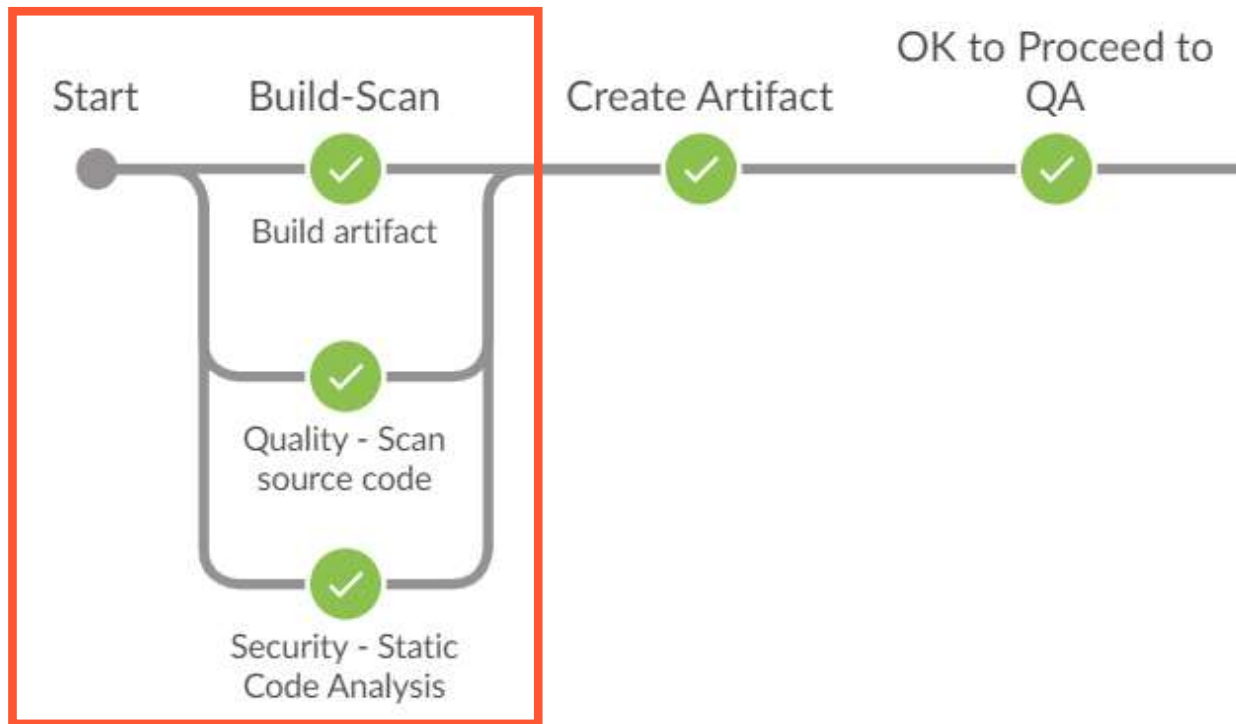 Start
Build-Scan
Create Artifact
OK to Proceed to
QA
Build artifact
Quality - Scan
source code
Security - Static
Code Analysis